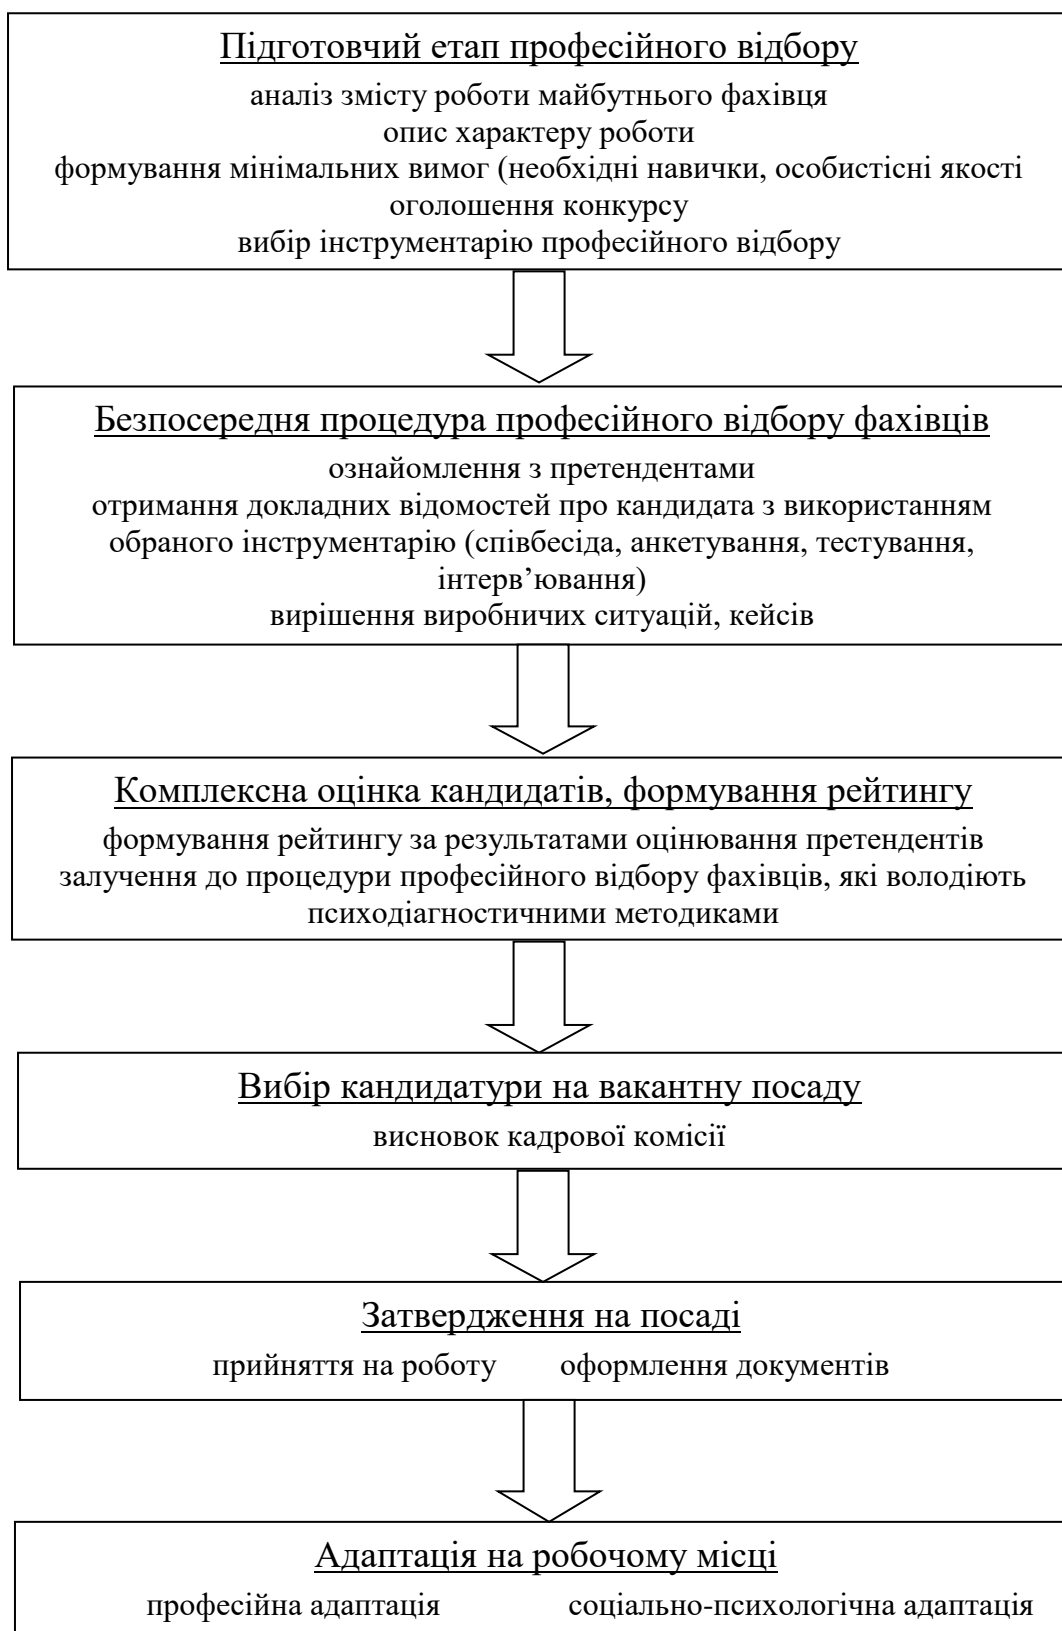 Підготовчий етап професійного відбору
аналіз змісту роботи майбутнього фахівця
опис характеру роботи
формування мінімальних вимог (необхідні навички, особистісні якості
оголошення конкурсу
вибір інструментарію професійного відбору
Безпосередня процедура професійного відбору фахівців
ознайомлення з претендентами
отримання докладних відомостей про кандидата з використанням
обраного інструментарію (співбесіда, анкетування, тестування,
інтерв’ювання)
вирішення виробничих ситуацій, кейсів
Комплексна оцінка кандидатів, формування рейтингу
формування рейтингу за результатами оцінювання претендентів
залучення до процедури професійного відбору фахівців, які володіють
психодіагностичними методиками
Вибір кандидатури на вакантну посаду
висновок кадрової комісії
Затвердження на посаді
прийняття на роботу оформлення документів
Адаптація на робочому місці
професійна адаптація соціально-психологічна адаптація